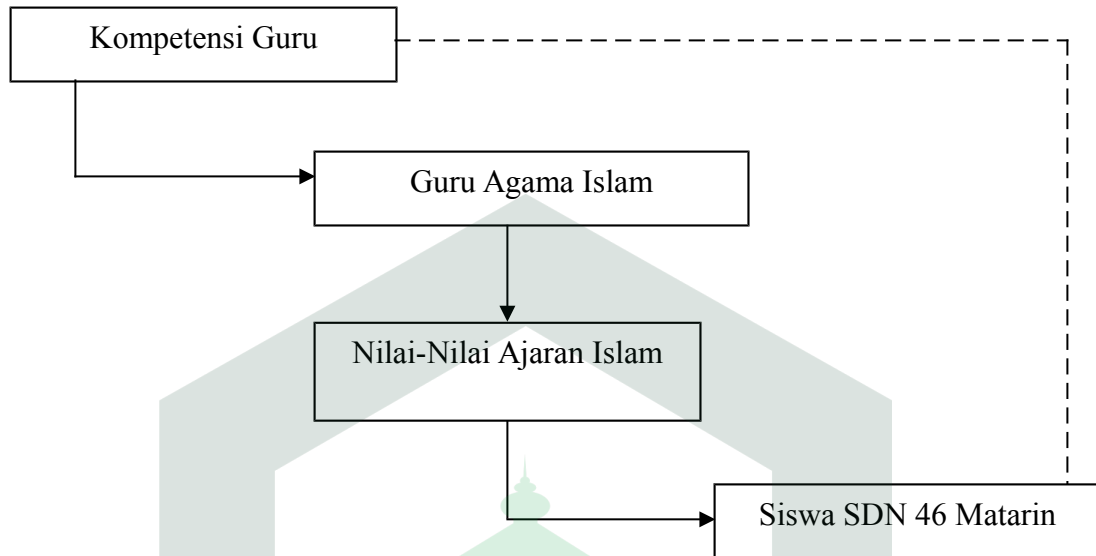 Kompetensi Guru
Guru Agama Islam
Nilai-Nilai Ajaran Islam
Siswa SDN 46 Matarin